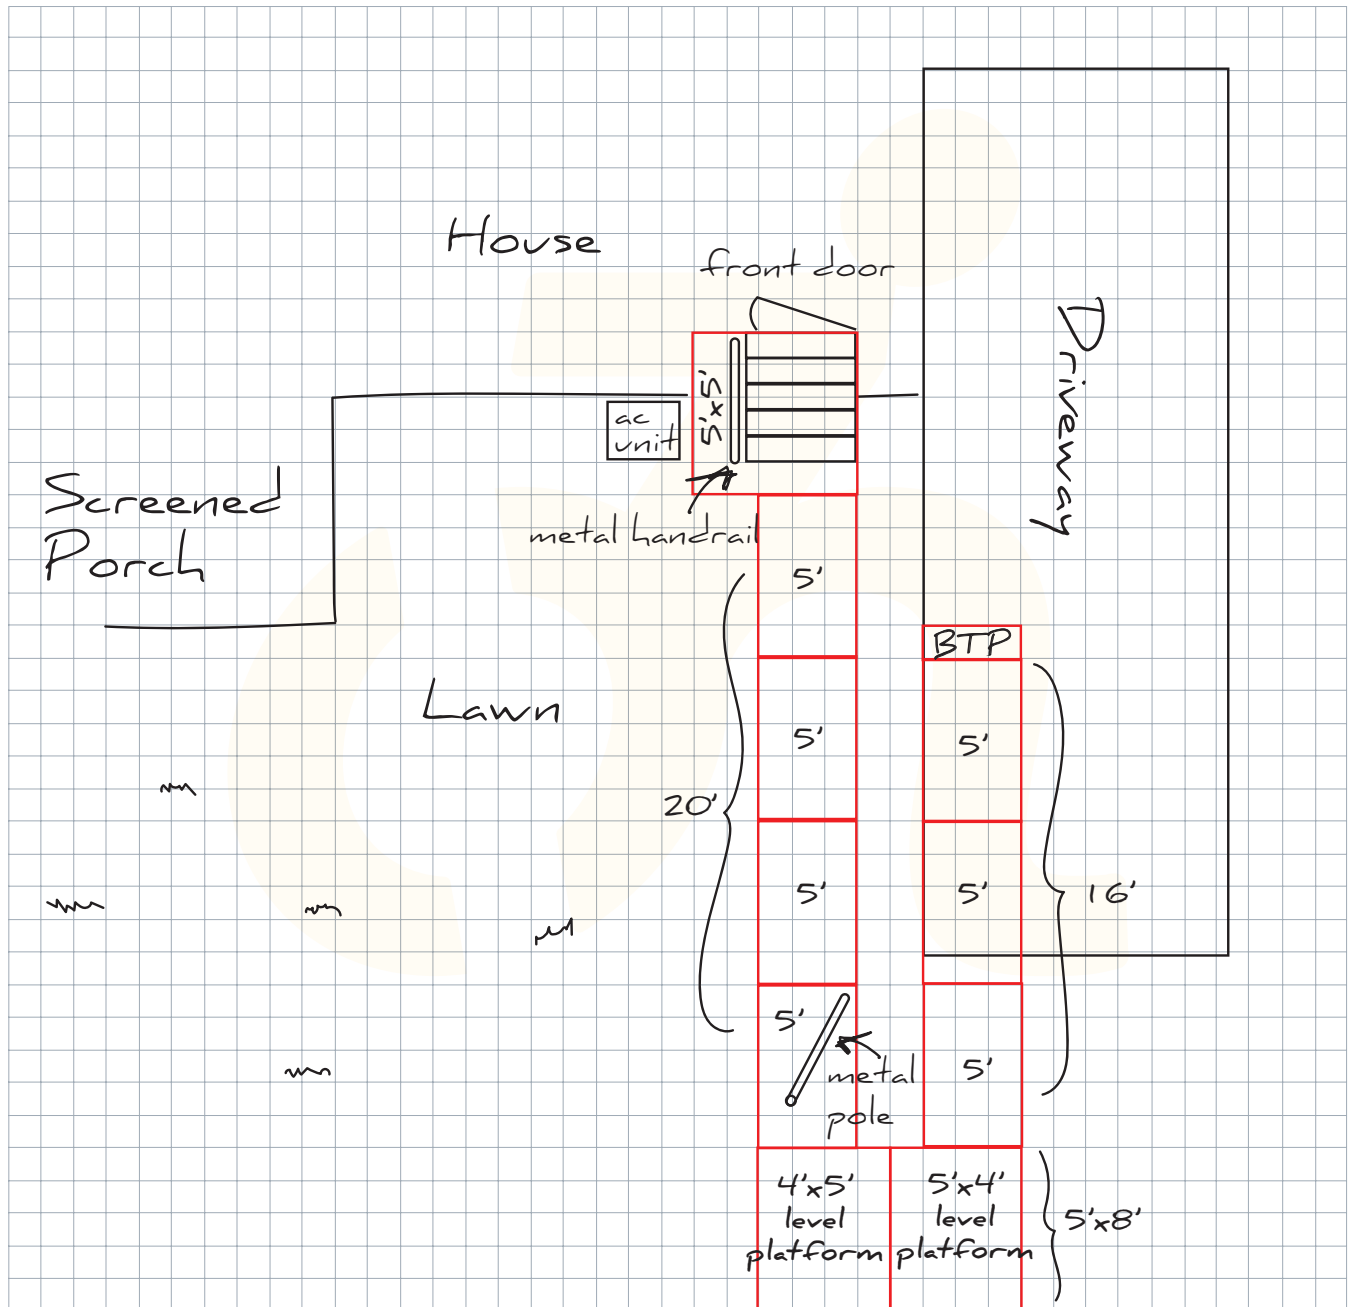 House
front door
Driveway
5'x5'
ac
unit
Screened
Porch
metal handrail
5'
BTP
Lawn
5'
5'
20'
5'
5'
16'
5'
metal
pole
5'
4'x5'
level
platform
5'x4'
level
platform
5'x8'